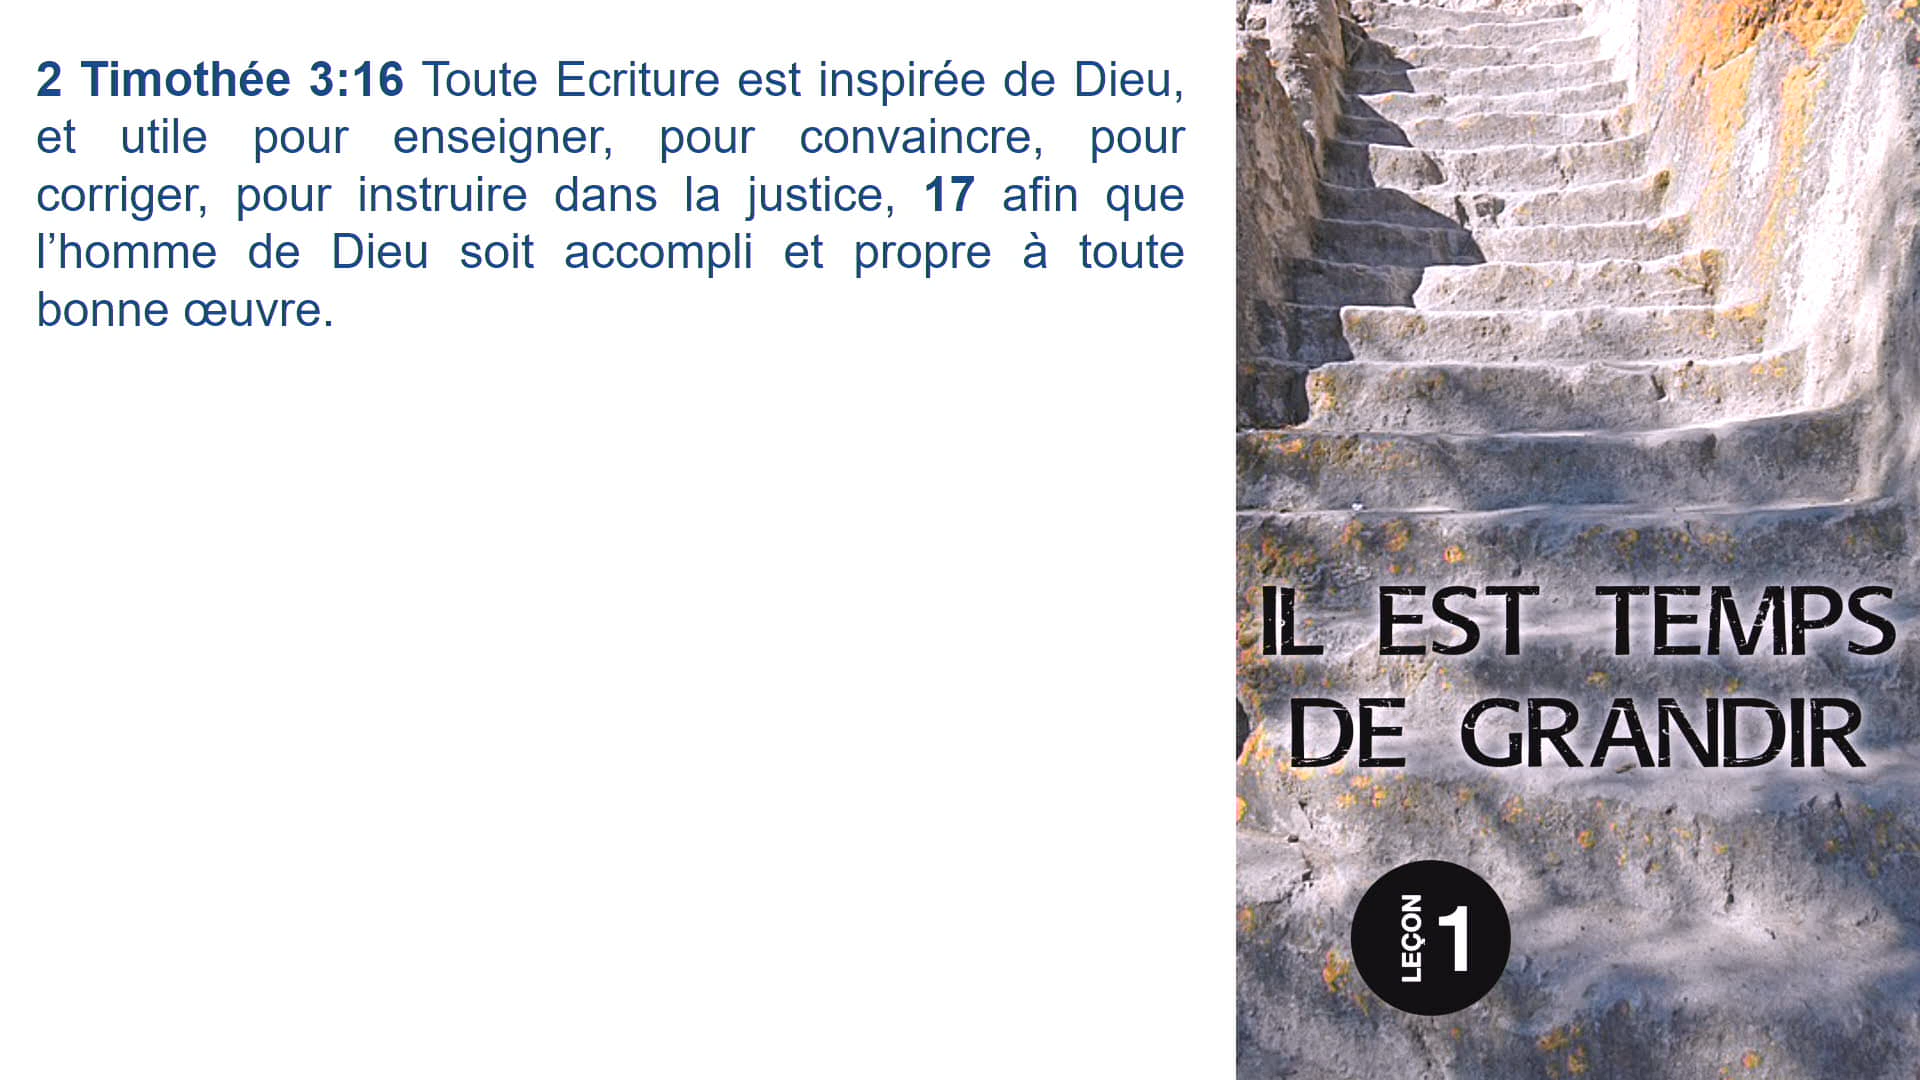 2 Timothée 3:16 Toute Ecriture est inspirée de Dieu,
et utile pour enseigner, pour convaincre, pour
corriger, pour instruire dans la justice, 17 afin que
l’homme de Dieu soit accompli et propre à toute
bonne œuvre.
IL EST TEMPS
DE GRANDIR
LEÇON 1